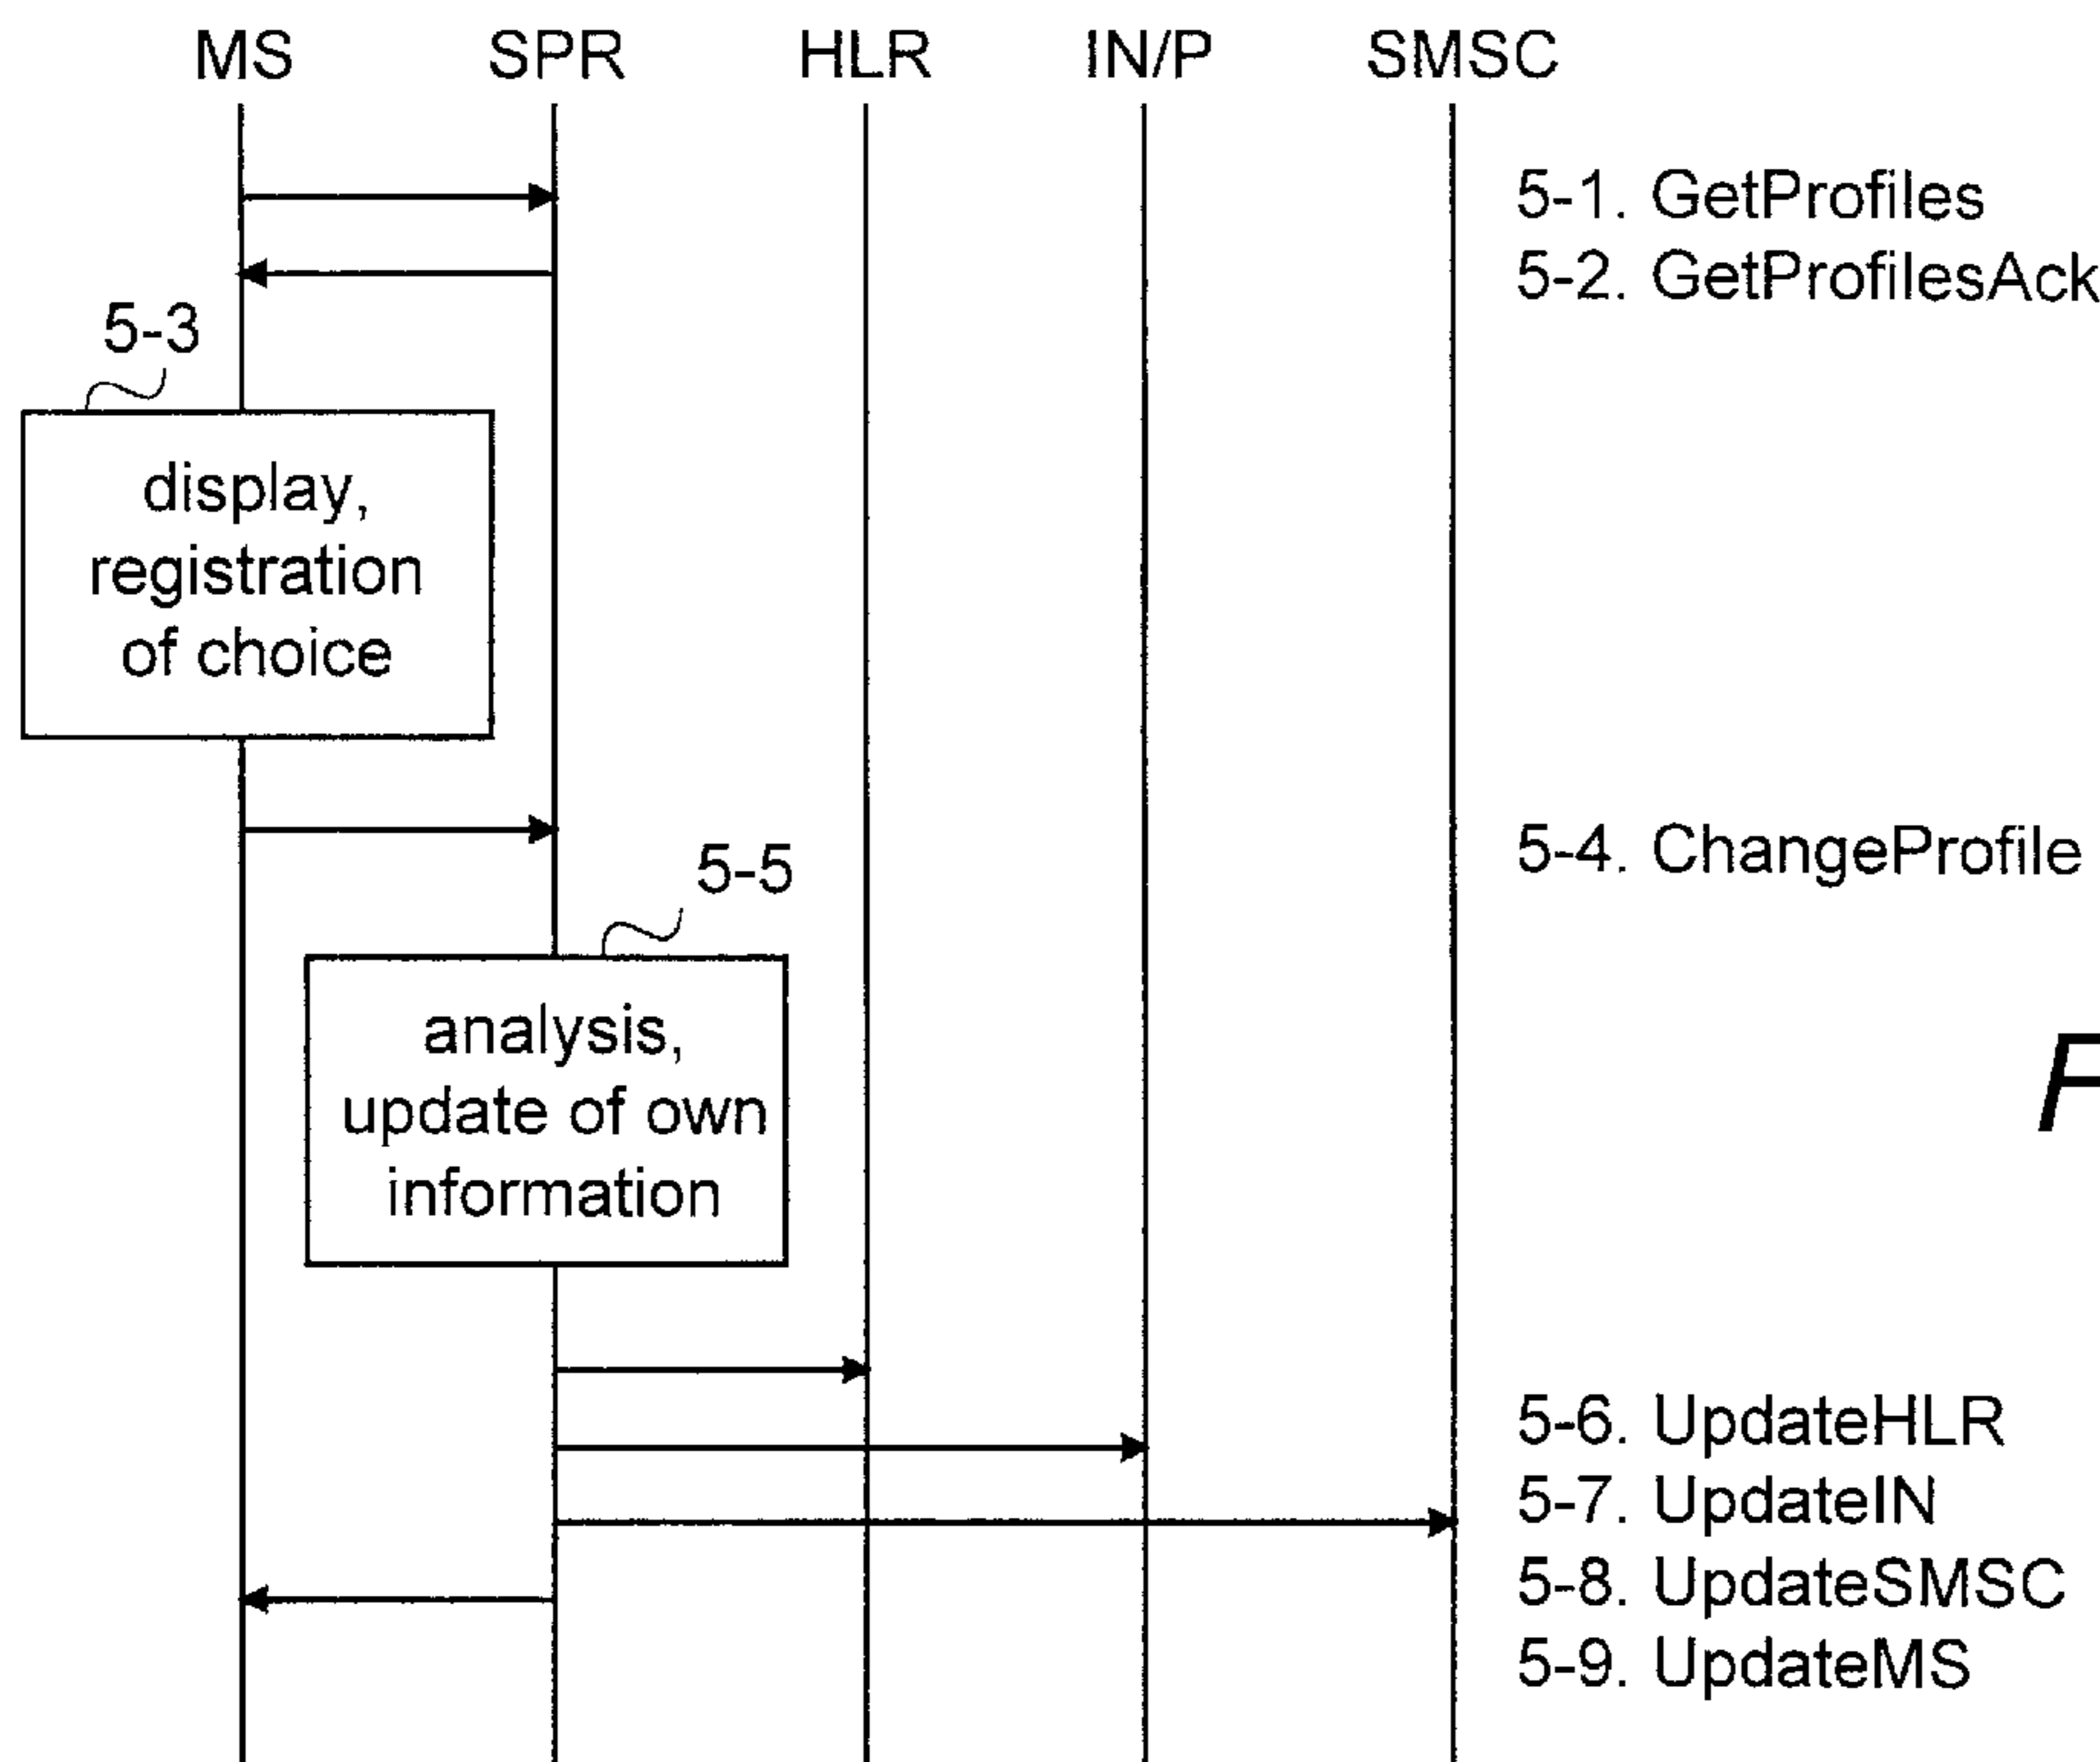 MS SPR HLR IN/P SMSC
5-1. GetProfiles
5-2. GetProfilesAck
5-3
display,
registration
of choice
5-4. ChangeProfile
5-5
analysis,
update of own
information
F
5-6. UpdateHLR
5-7. UpdateIN
5-8. UpdateSMSC
5-9. UpdateMS